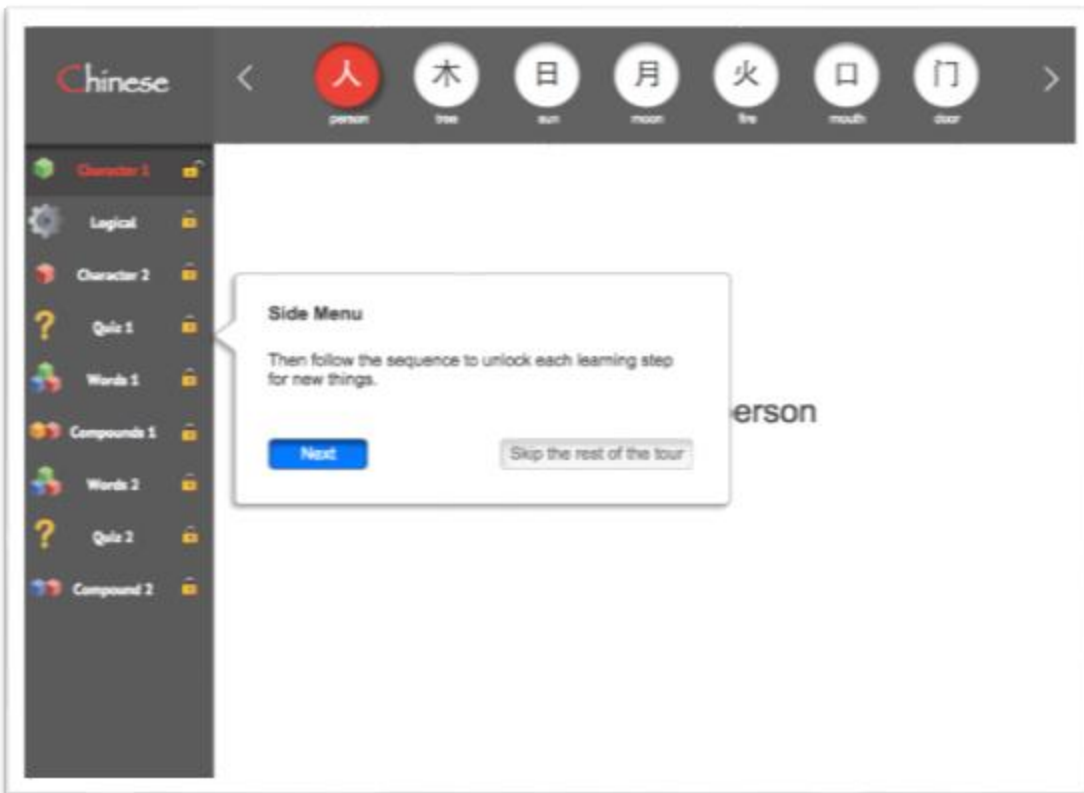 Chinese
人 木 日 月 火 口 门
person tree sun moon fire mouth door
Character 1
Logical
Character 2
Quiz 1
Words 1
Compounds 1
Words 2
Quiz 2
Compound 2
Side Menu
Then follow the sequence to unlock each learning step
for new things.
Next
Skip the rest of the tour
erson